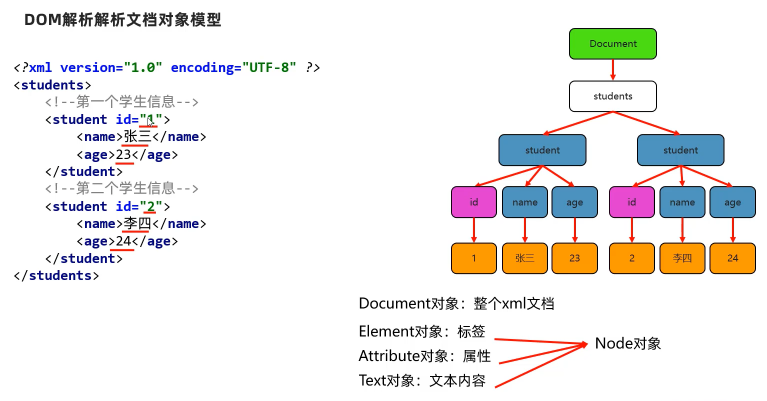 DOM解析解析文档对象模型
<?xml version="1.0" encoding="UTF-8" ?>
<students>
<!--第一个学生信息-->
<student id="1">
<name>张三</name>
<age>23</age>
</student>
<!--第二个学生信息-->
<student id="2">
<name>李四</name>
<age>24</age>
</student>
</students>
Document
students
student student
id name age id name age
1 张三 23 2 李四 24
Document对象：整个xml文档
Element对象：标签
Attribute对象：属性
Text对象：文本内容
Node对象